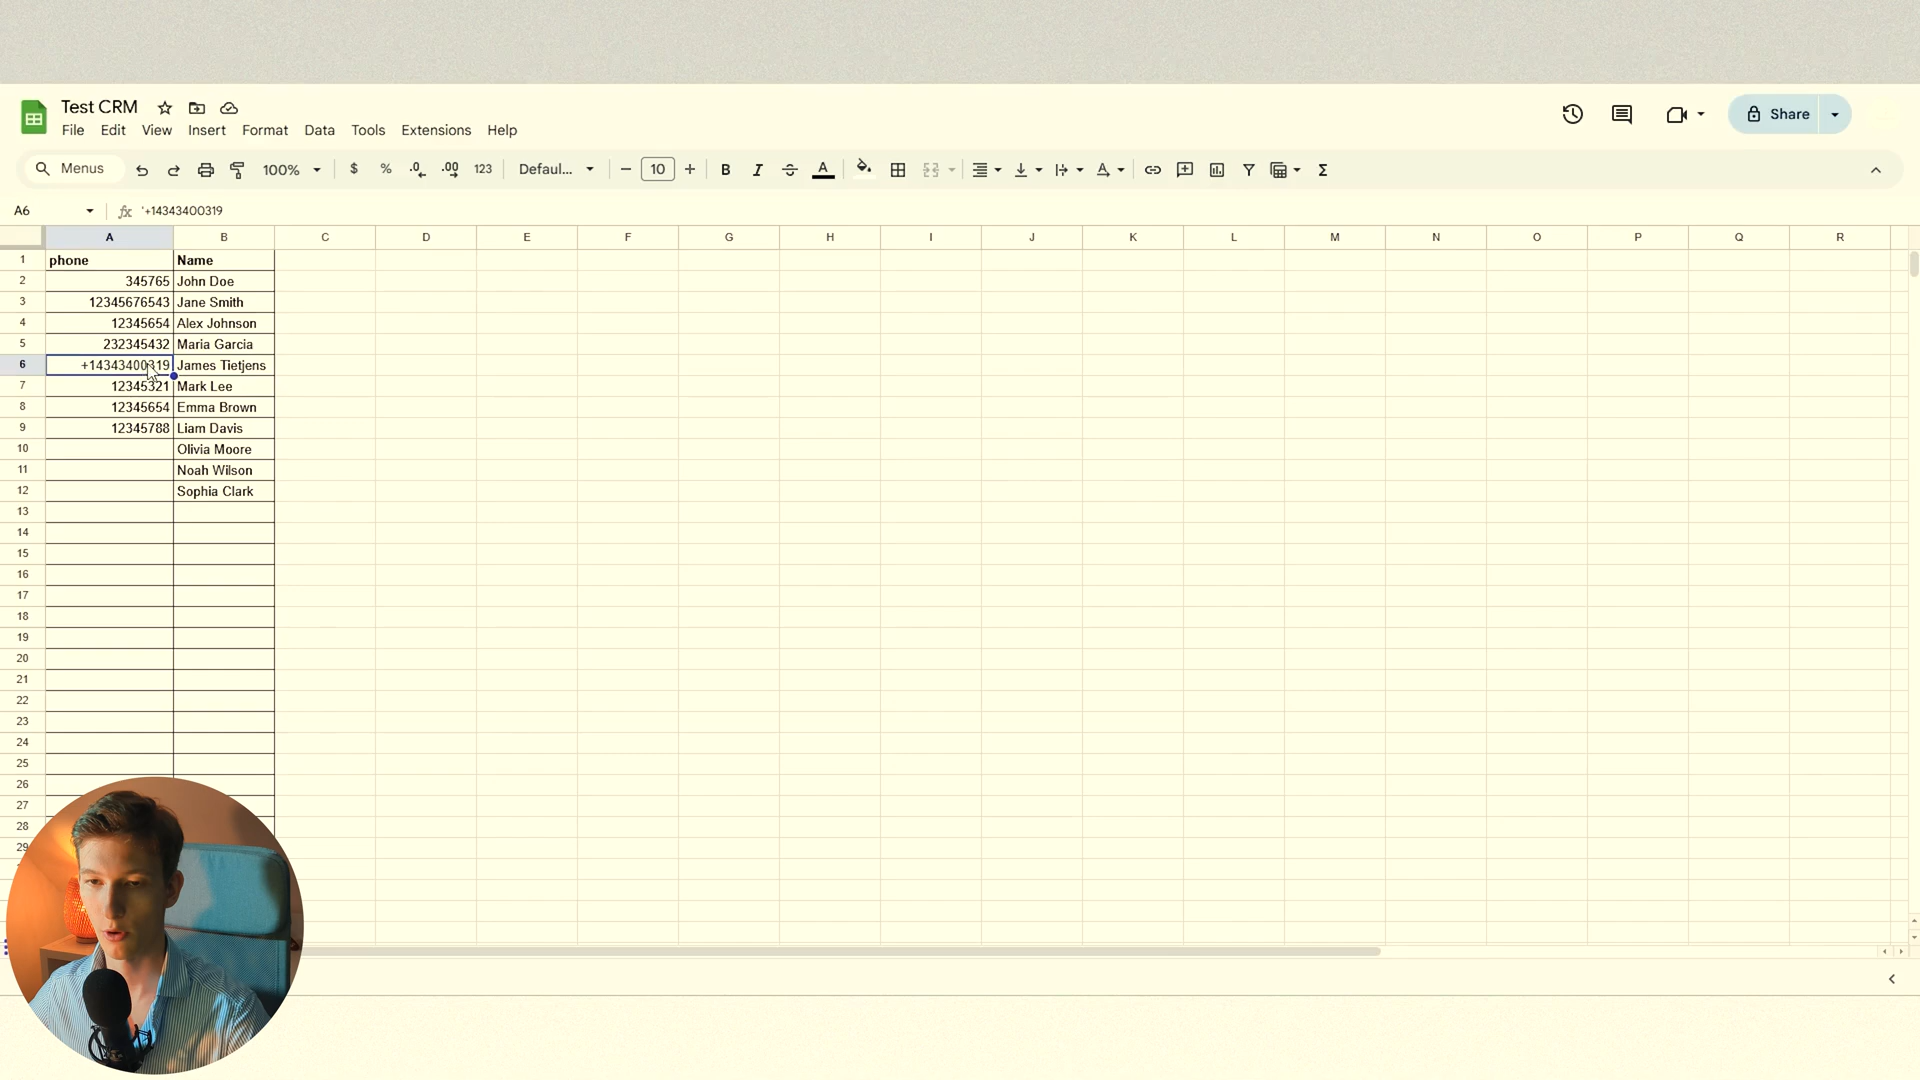 Test CRM
File Edit View Insert Format Data Tools Extensions Help
Share
Menus 100% $ % .0 .00 123 Defaul... 10 B I A Σ
A6 fx '+14343400319
A B C D E F G H I J K L M N O P Q R
1 phone Name
2 345765 John Doe
3 12345676543 Jane Smith
4 12345654 Alex Johnson
5 232345432 Maria Garcia
6 +14343400319 James Tietjens
7 12345321 Mark Lee
8 12345654 Emma Brown
9 12345788 Liam Davis
10 Olivia Moore
11 Noah Wilson
12 Sophia Clark
13
14
15
16
17
18
19
20
21
22
23
24
25
26
27
28
29